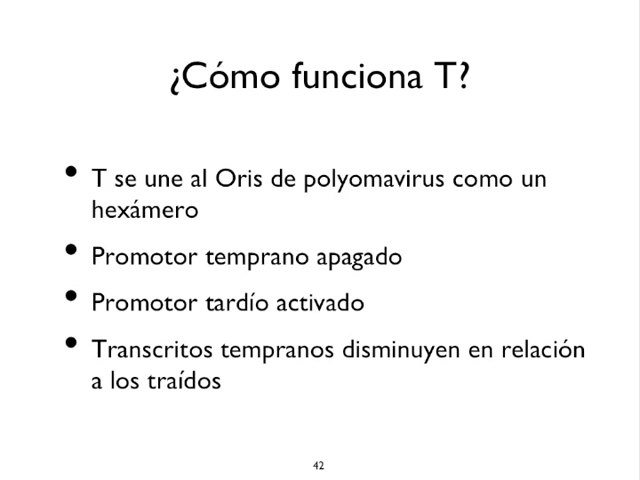 ¿Cómo funciona T?
• T se une al Oris de polyomavirus como un
hexámero
• Promotor temprano apagado
• Promotor tardío activado
• Transcritos tempranos disminuyen en relación
a los traídos
42